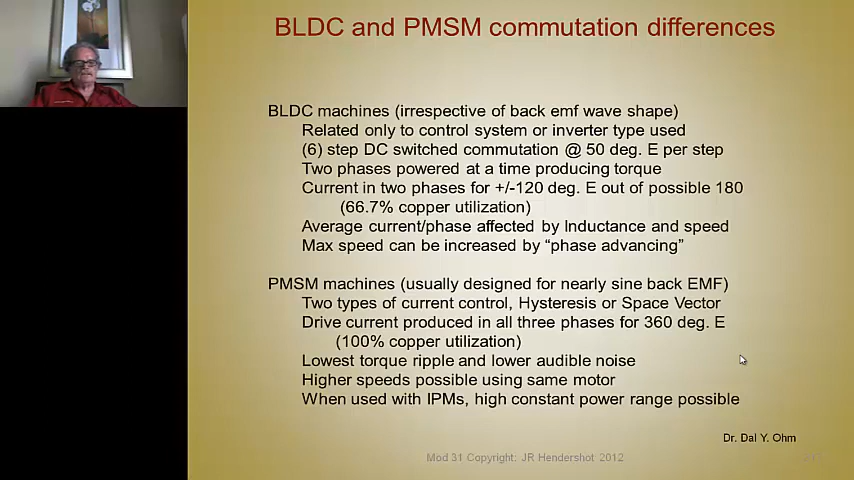 BLDC and PMSM commutation differences
BLDC machines (irrespective of back emf wave shape)
Related only to control system or inverter type used
(6) step DC switched commutation @ 50 deg. E per step
Two phases powered at a time producing torque
Current in two phases for +/-120 deg. E out of possible 180
(66.7% copper utilization)
Average current/phase affected by Inductance and speed
Max speed can be increased by “phase advancing”
PMSM machines (usually designed for nearly sine back EMF)
Two types of current control, Hysteresis or Space Vector
Drive current produced in all three phases for 360 deg. E
(100% copper utilization)
Lowest torque ripple and lower audible noise
Higher speeds possible using same motor
When used with IPMs, high constant power range possible
Dr. Dal Y. Ohm
Mod 31 Copyright: JR Hendershot 2012